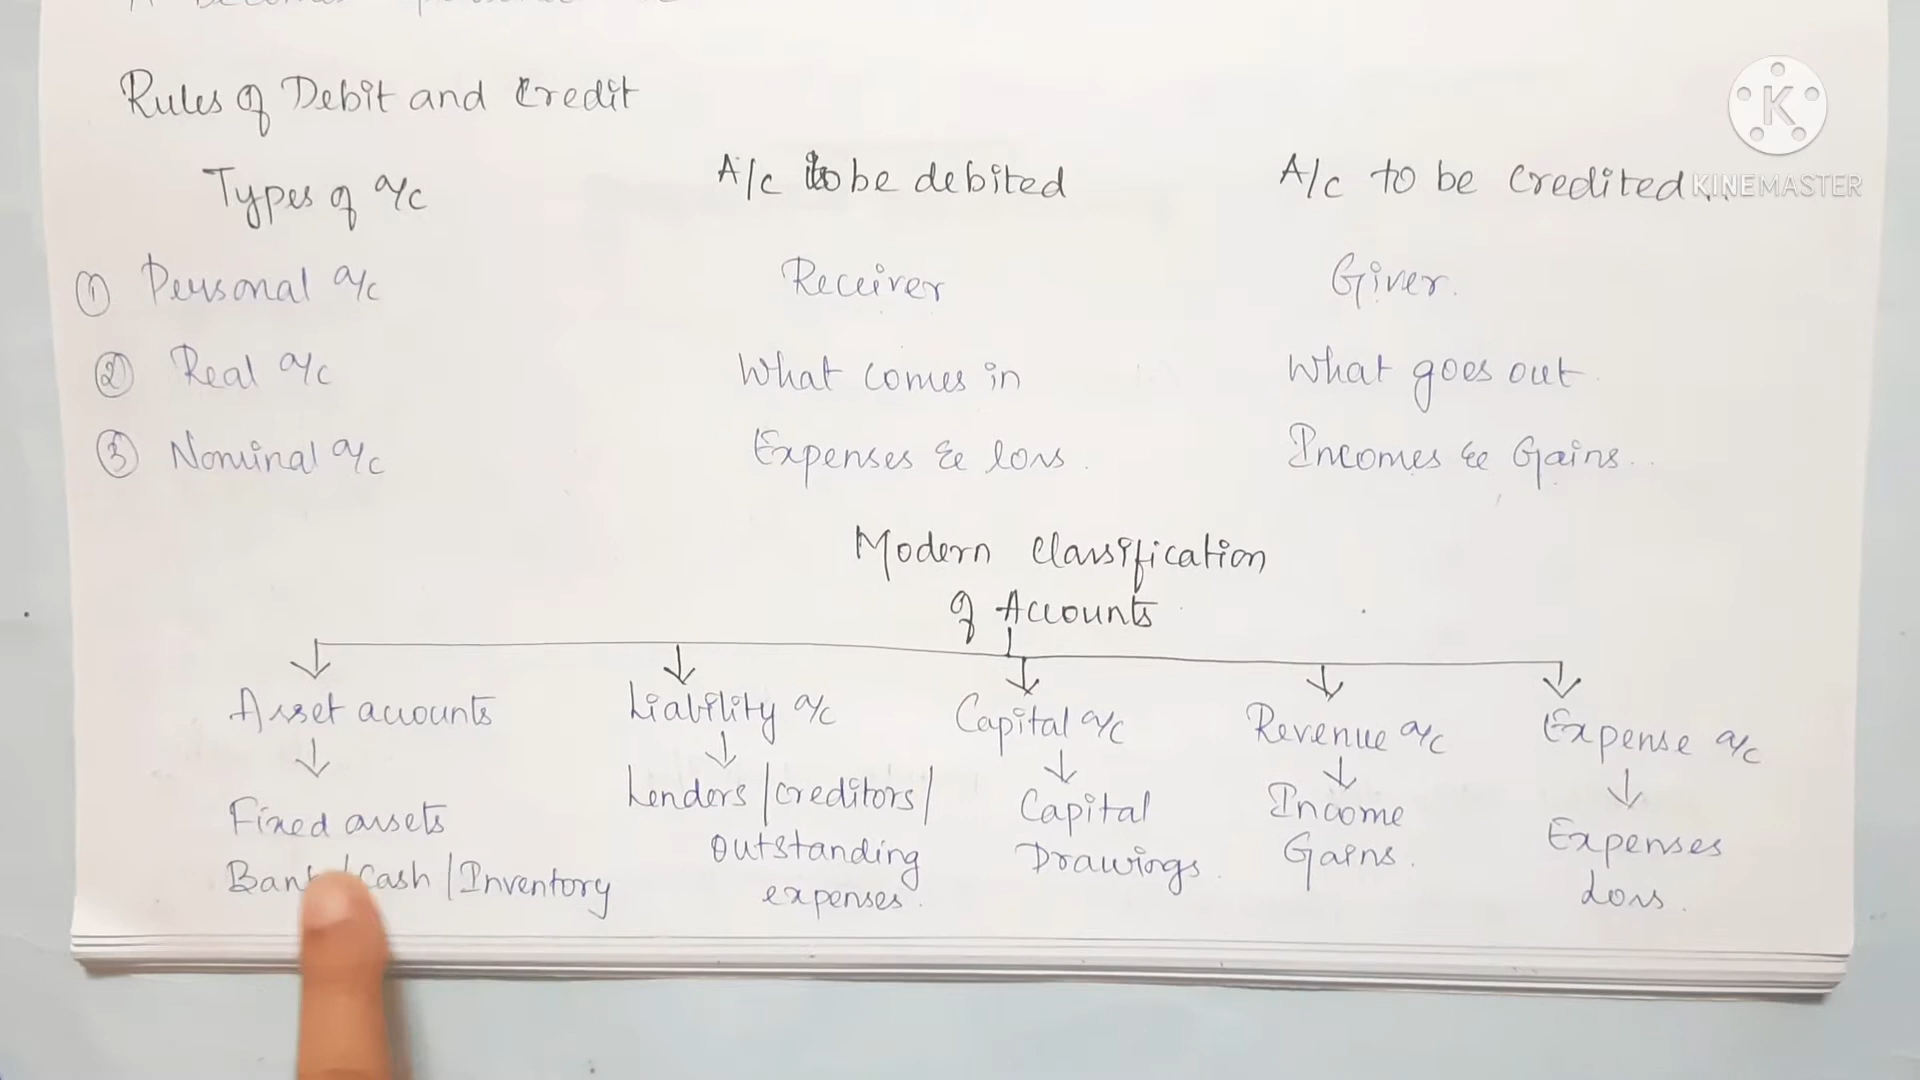 Rules of Debit and Credit
Types of a/c A/c to be debited A/c to be credited...
① Personal a/c Receiver Giver.
② Real a/c What comes in What goes out.
③ Nominal a/c Expenses & loss. Incomes & Gains..
Modern Classification
of Accounts
Asset accounts Liability a/c Capital a/c Revenue a/c Expense a/c
Fixed assets Lenders/creditors/ Capital Income Expenses
Bank/Cash/Inventory outstanding Drawings. Gains. Loss.
expenses.
K
KINEMASTER